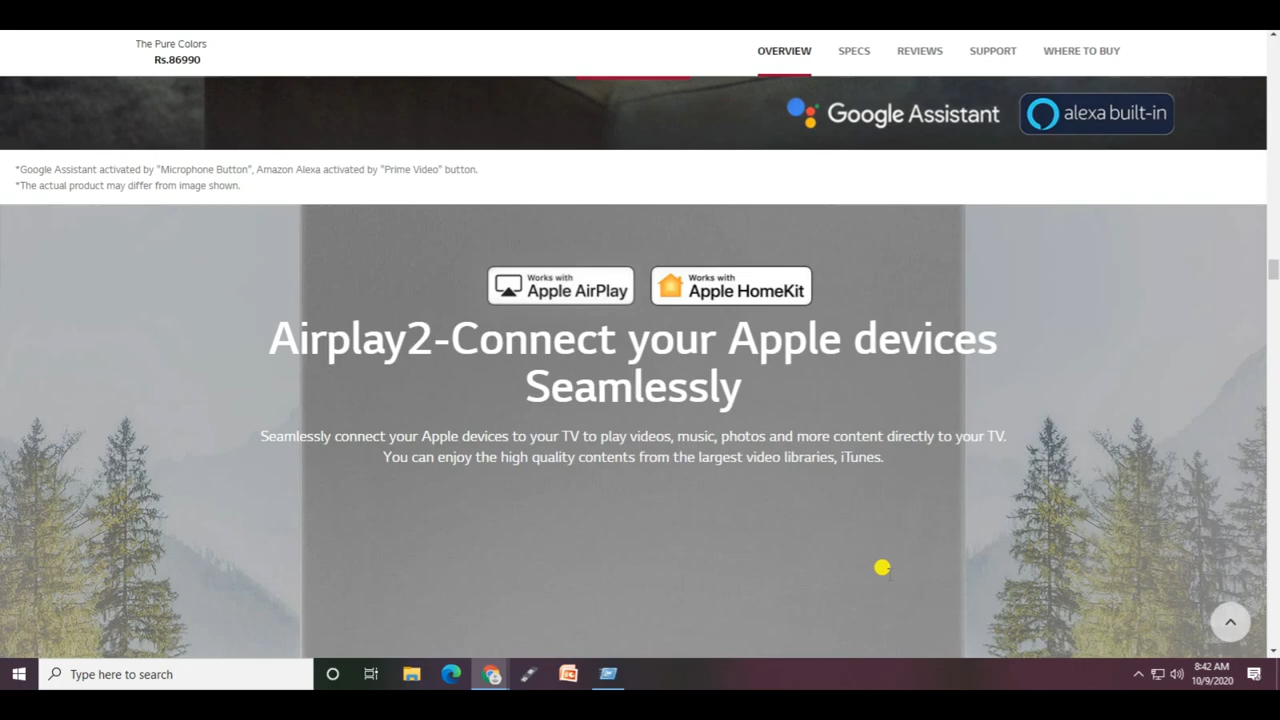 The Pure Colors
Rs.86990
OVERVIEW SPECS REVIEWS SUPPORT WHERE TO BUY
Google Assistant alexa built-in
*Google Assistant activated by "Microphone Button", Amazon Alexa activated by "Prime Video" button.
*The actual product may differ from image shown.
Works with Apple AirPlay
Works with Apple HomeKit
Airplay2-Connect your Apple devices
Seamlessly
Seamlessly connect your Apple devices to your TV to play videos, music, photos and more content directly to your TV.
You can enjoy the high quality contents from the largest video libraries, iTunes.
Type here to search
8:42 AM
10/9/2020